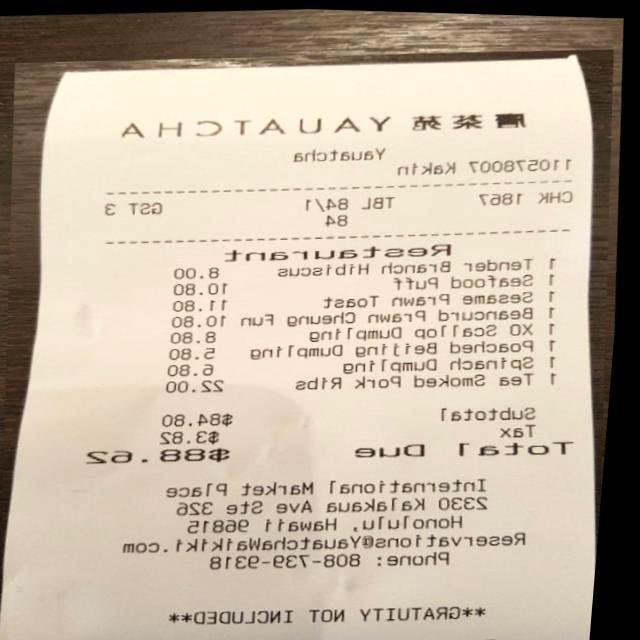 唐茶苑 YAUATCHA
Yauatcha
110578007 Kakin
CHK 1867 TBL 84/1 GST 3
84
Restaurant
1 Tender Branch Hibiscus 8.00
1 Seafood Puff 10.80
1 Sesame Prawn Toast 11.80
1 Beancurd Prawn Cheung Fun 10.80
1 XO Scallop Dumpling 8.80
1 Poached Beijing Dumpling 5.80
1 Spinach Dumpling 6.80
1 Tea Smoked Pork Ribs 22.00
Subtotal $84.80
Tax $3.82
Total Due $88.62
International Market Place
2330 Kalakaua Ave Ste 326
Honolulu, Hawaii 96815
Reservations@YauatchaWaikiki.com
Phone: 808-739-9318
**GRATUITY NOT INCLUDED**